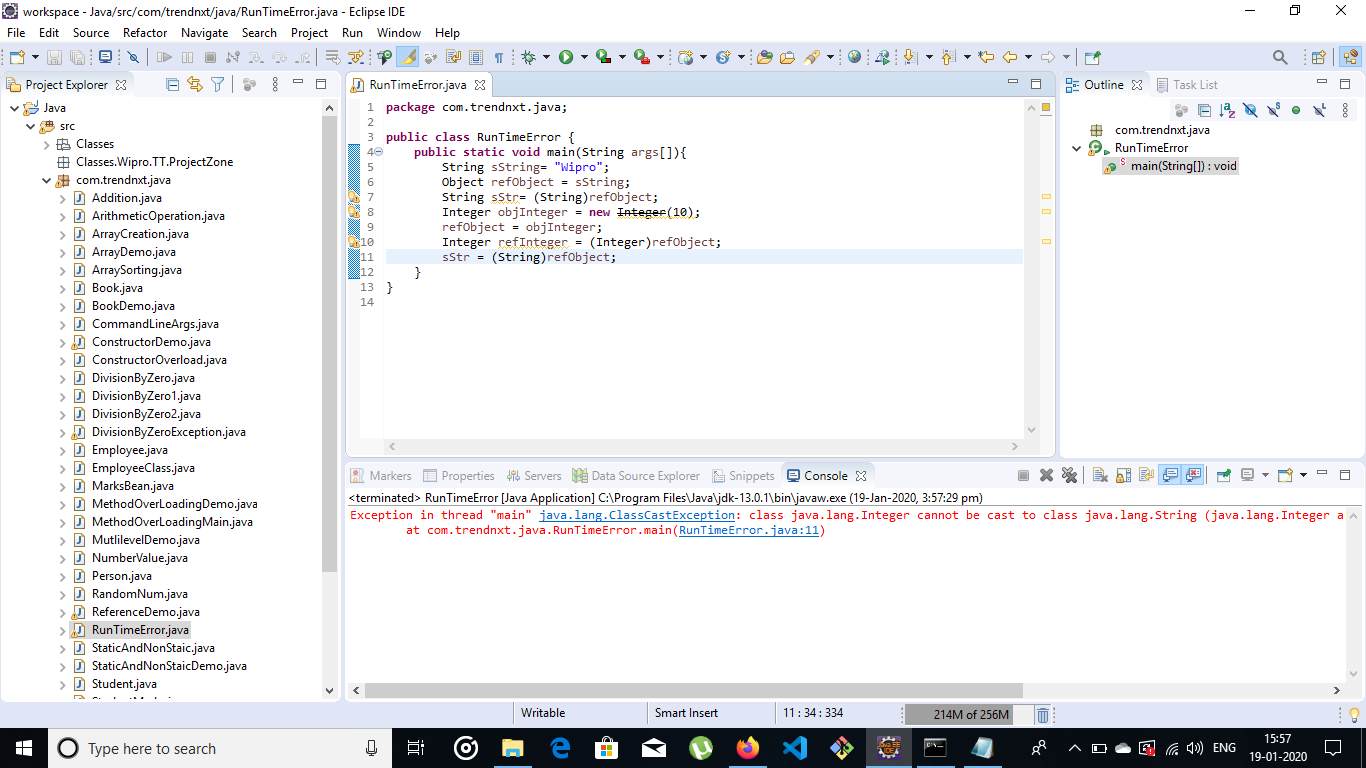 workspace - Java/src/com/trendnxt/java/RunTimeError.java - Eclipse IDE
File Edit Source Refactor Navigate Search Project Run Window Help
Project Explorer
Java
src
Classes
Classes.Wipro.TT.ProjectZone
com.trendnxt.java
Addition.java
ArithmeticOperation.java
ArrayCreation.java
ArrayDemo.java
ArraySorting.java
Book.java
BookDemo.java
CommandLineArgs.java
ConstructorDemo.java
ConstructorOverload.java
DivisionByZero.java
DivisionByZero1.java
DivisionByZero2.java
DivisionByZeroException.java
Employee.java
EmployeeClass.java
MarksBean.java
MethodOverLoadingDemo.java
MethodOverLoadingMain.java
MutlilevelDemo.java
NumberValue.java
Person.java
RandomNum.java
ReferenceDemo.java
RunTimeError.java
StaticAndNonStaic.java
StaticAndNonStaicDemo.java
Student.java
RunTimeError.java
1 package com.trendnxt.java;
2
3 public class RunTimeError {
4 public static void main(String args[]){
5 String sString= "Wipro";
6 Object refObject = sString;
7 String sStr= (String)refObject;
8 Integer objInteger = new Integer(10);
9 refObject = objInteger;
10 Integer refInteger = (Integer)refObject;
11 sStr = (String)refObject;
12 }
13 }
14
Outline Task List
com.trendnxt.java
RunTimeError
main(String[]) : void
Markers Properties Servers Data Source Explorer Snippets Console
<terminated> RunTimeError [Java Application] C:\Program Files\Java\jdk-13.0.1\bin\javaw.exe (19-Jan-2020, 3:57:29 pm)
Exception in thread "main" java.lang.ClassCastException: class java.lang.Integer cannot be cast to class java.lang.String (java.lang.Integer a
at com.trendnxt.java.RunTimeError.main(RunTimeError.java:11)
Writable Smart Insert 11 : 34 : 334 214M of 256M
Type here to search
ENG
15:57
19-01-2020